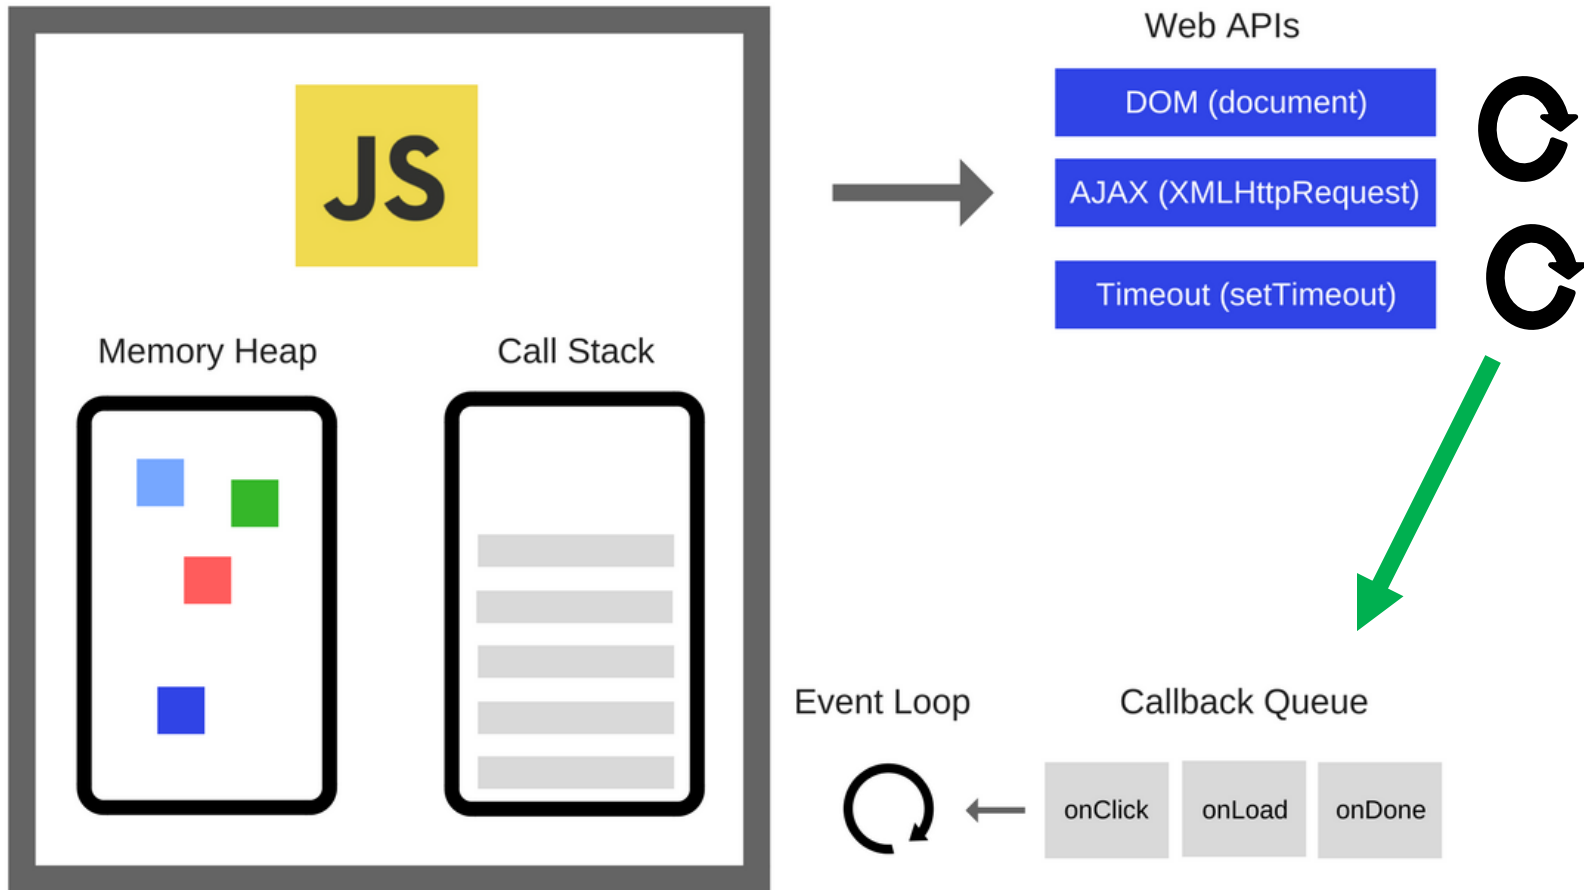 JS
Memory Heap
Call Stack
Web APIs
DOM (document)
AJAX (XMLHttpRequest)
Timeout (setTimeout)
Event Loop
Callback Queue
onClick
onLoad
onDone